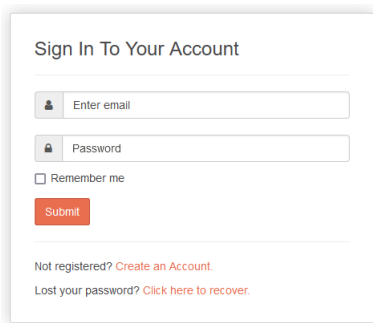 Sign In To Your Account
Enter email
Password
Remember me
Submit
Not registered? Create an Account.
Lost your password? Click here to recover.